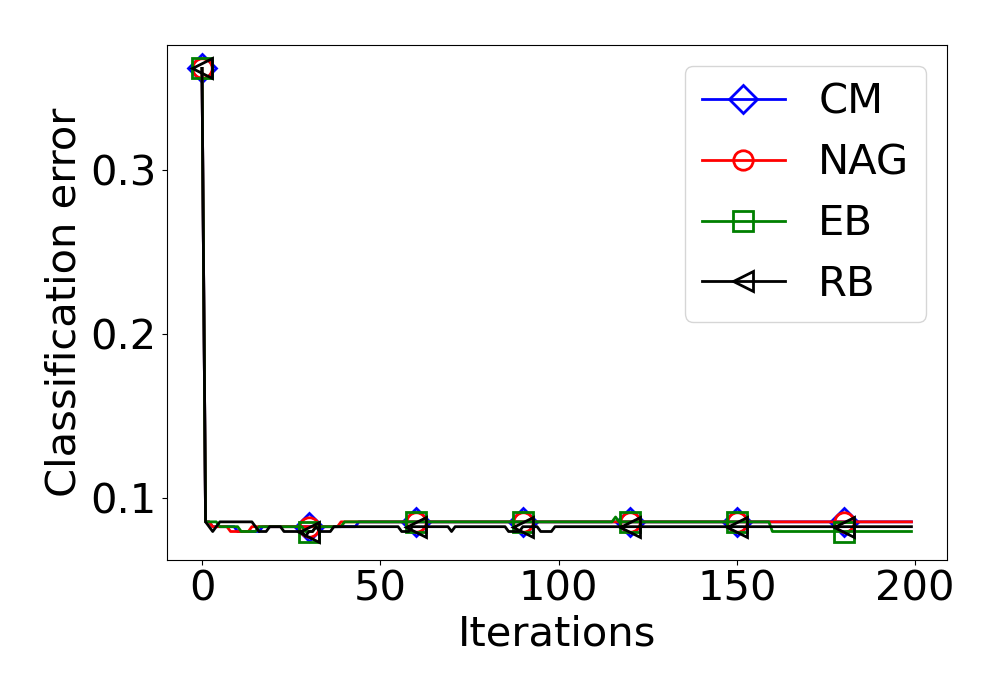 Classification error
0.3
0.2
0.1
0
50
100
150
200
Iterations
CM
NAG
EB
RB